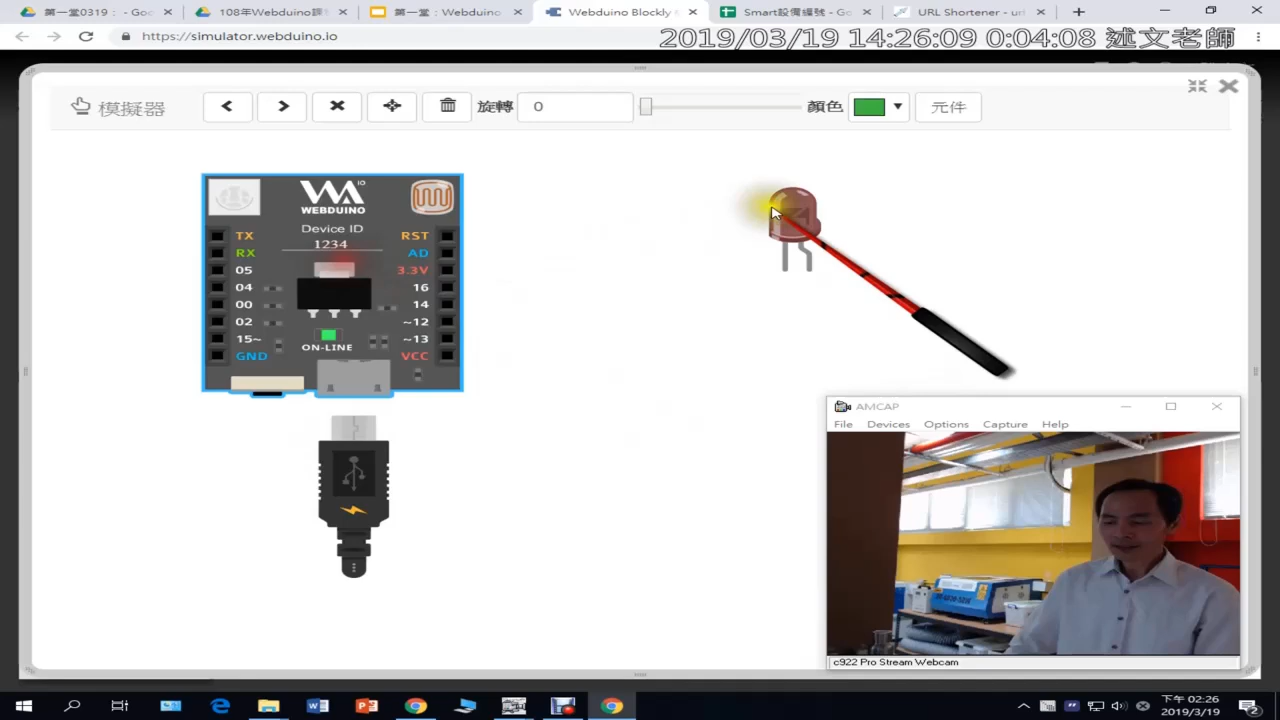 第一堂0319： - Goo
108年Webduino課
第一堂：Webduino
Webduino Blockly
Smart設備編號 - Go
URL Shortener - url
https://simulator.webduino.io
2019/03/19 14:26:09 0:04:08 述文老師
模擬器
旋轉
0
顏色
元件
WEBDUINO
IO
Device ID
1234
TX
RST
RX
AD
05
3.3V
04
16
00
14
02
~12
15~
~13
ON-LINE
GND
VCC
AMCAP
File Devices Options Capture Help
c922 Pro Stream Webcam
下午 02:26
2019/3/19
2